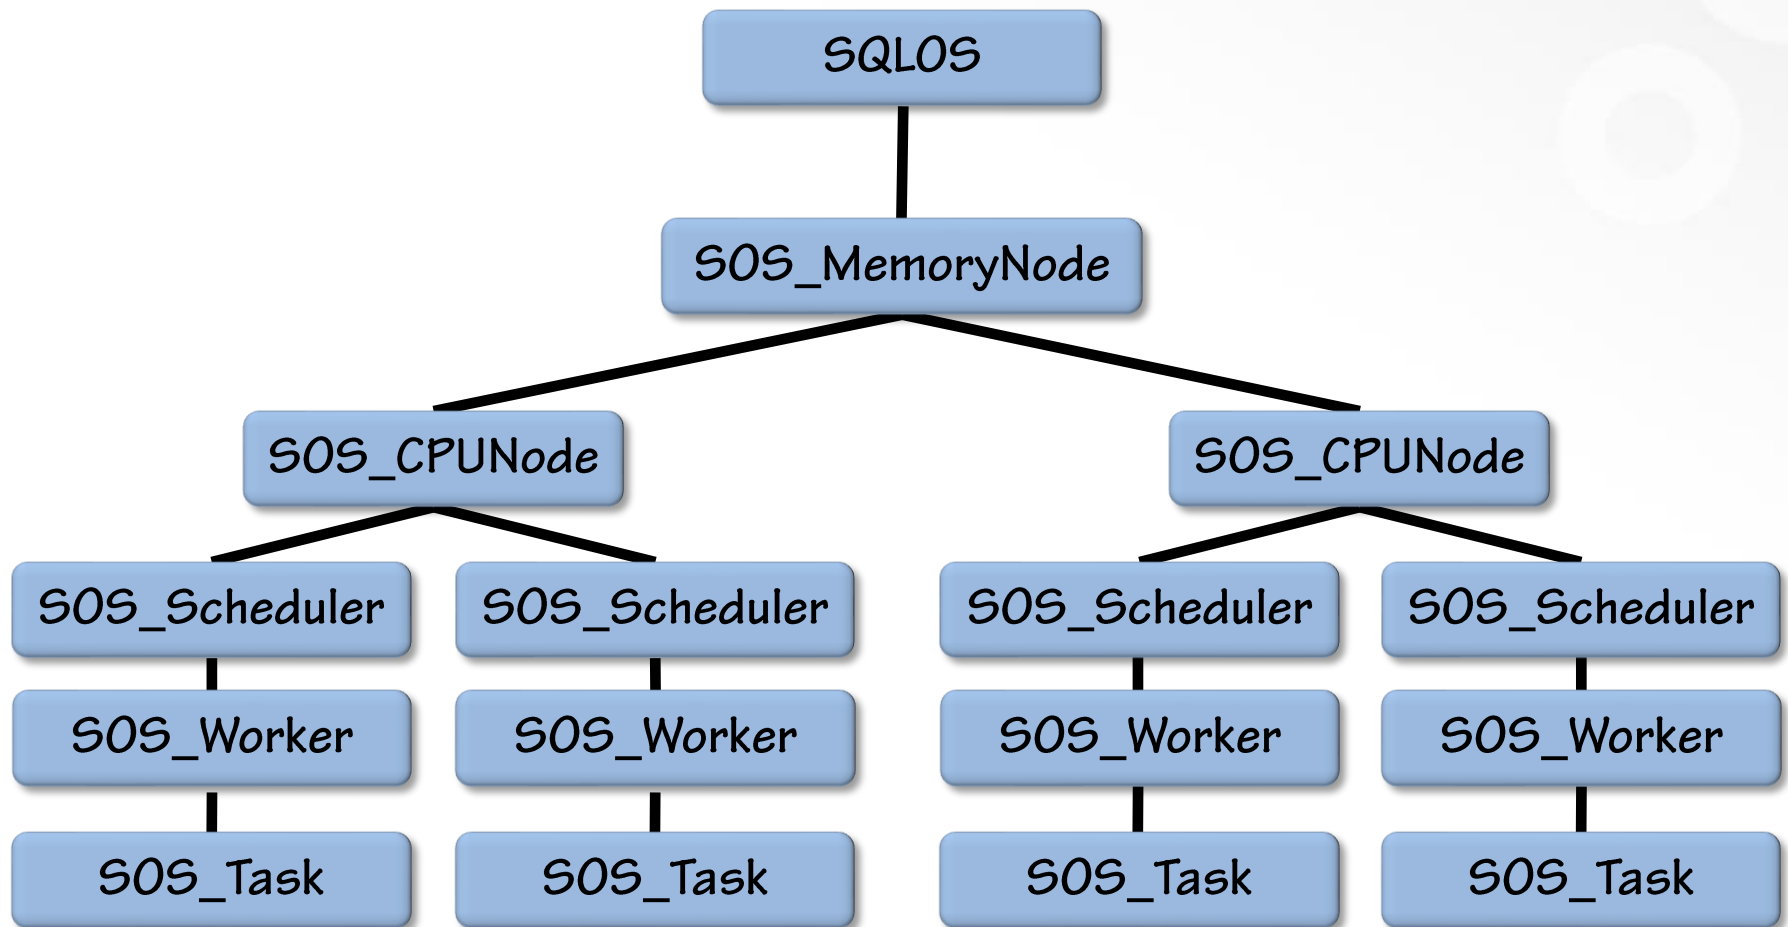 SQLOS
SOS_MemoryNode
SOS_CPUNode
SOS_CPUNode
SOS_Scheduler
SOS_Scheduler
SOS_Scheduler
SOS_Scheduler
SOS_Worker
SOS_Worker
SOS_Worker
SOS_Worker
SOS_Task
SOS_Task
SOS_Task
SOS_Task